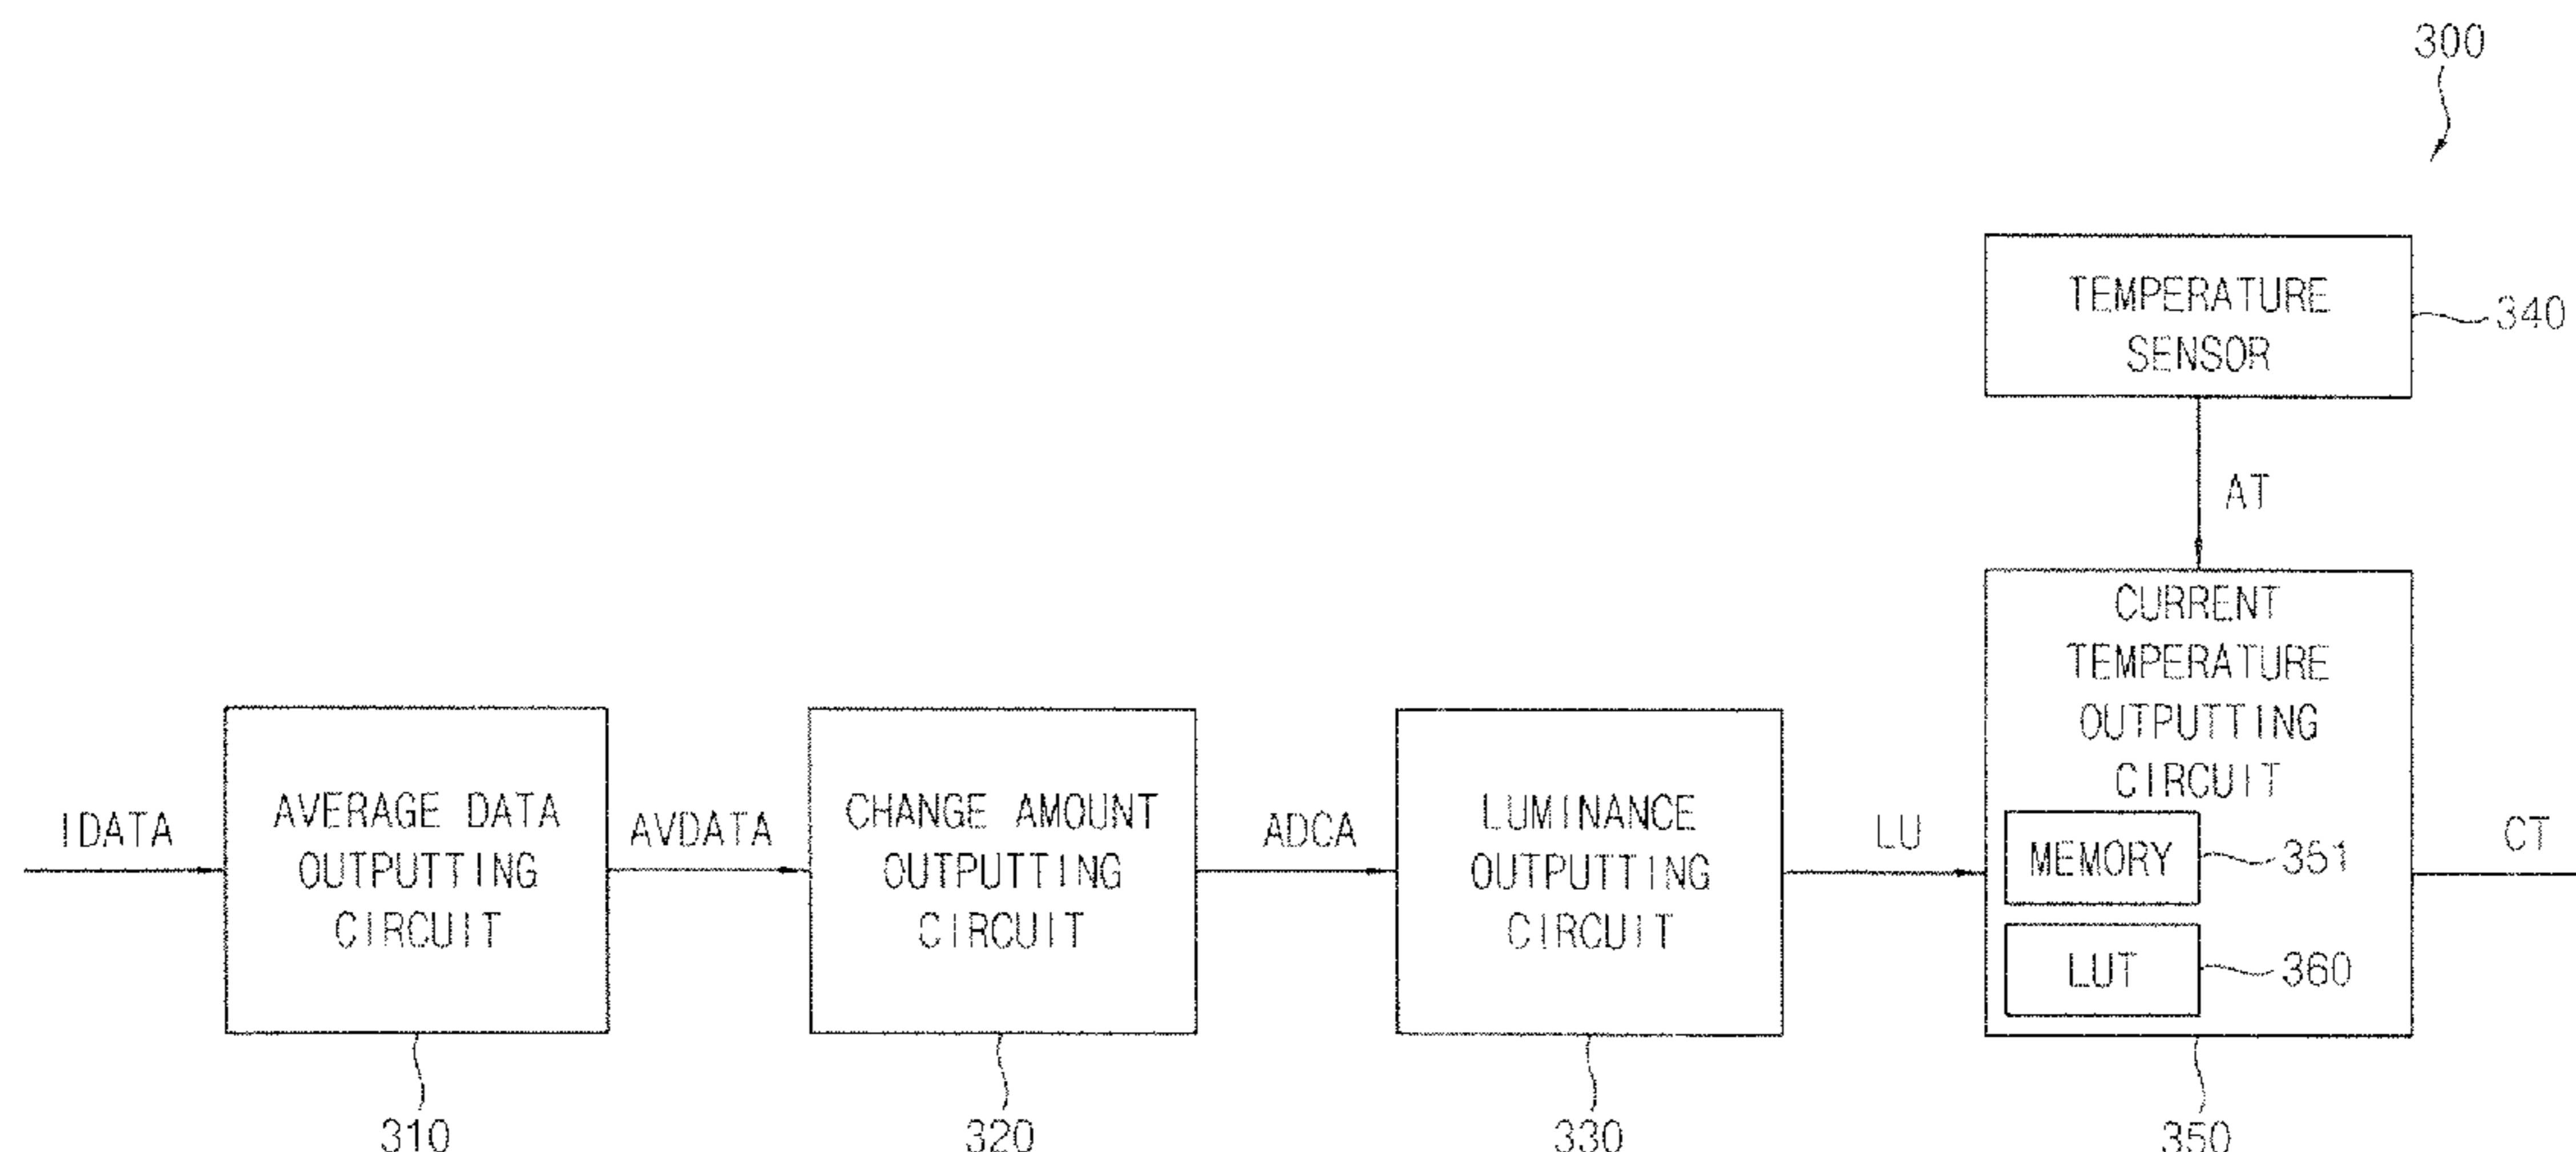 300
TEMPERATURE
SENSOR
340
AT
CURRENT
TEMPERATURE
OUTPUTTING
CIRCUIT
IDATA
AVERAGE DATA
OUTPUTTING
CIRCUIT
AVDATA
CHANGE AMOUNT
OUTPUTTING
CIRCUIT
ADCA
LUMINANCE
OUTPUTTING
CIRCUIT
LU
MEMORY
351
CT
LUT
360
310
320
330
350